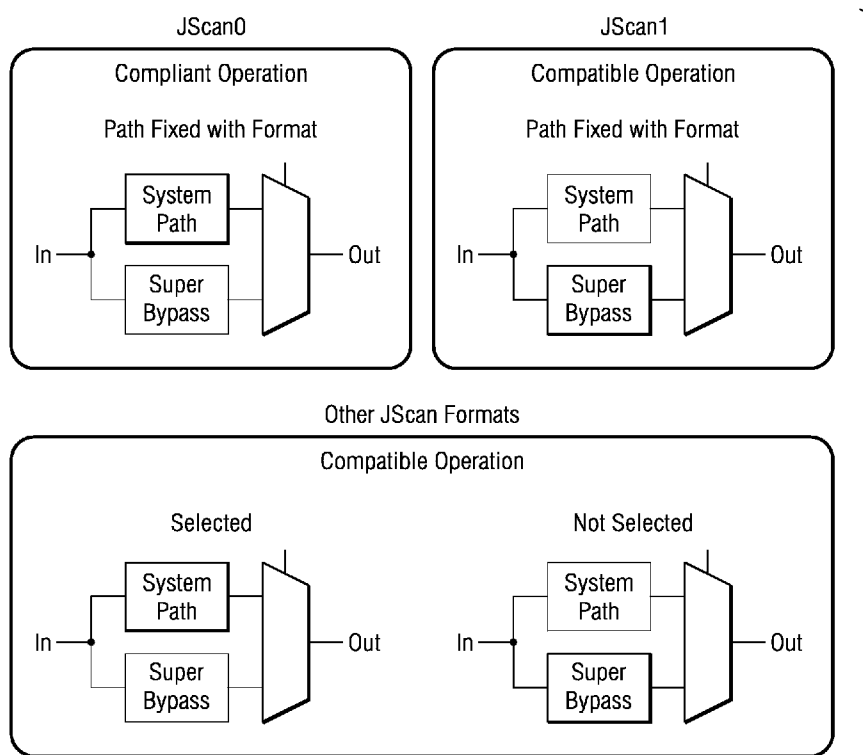 JScan0
Compliant Operation
Path Fixed with Format
System
Path
In
Out
Super
Bypass
JScan1
Compatible Operation
Path Fixed with Format
System
Path
In
Out
Super
Bypass
Other JScan Formats
Compatible Operation
Selected
System
Path
In
Out
Super
Bypass
Not Selected
System
Path
In
Out
Super
Bypass